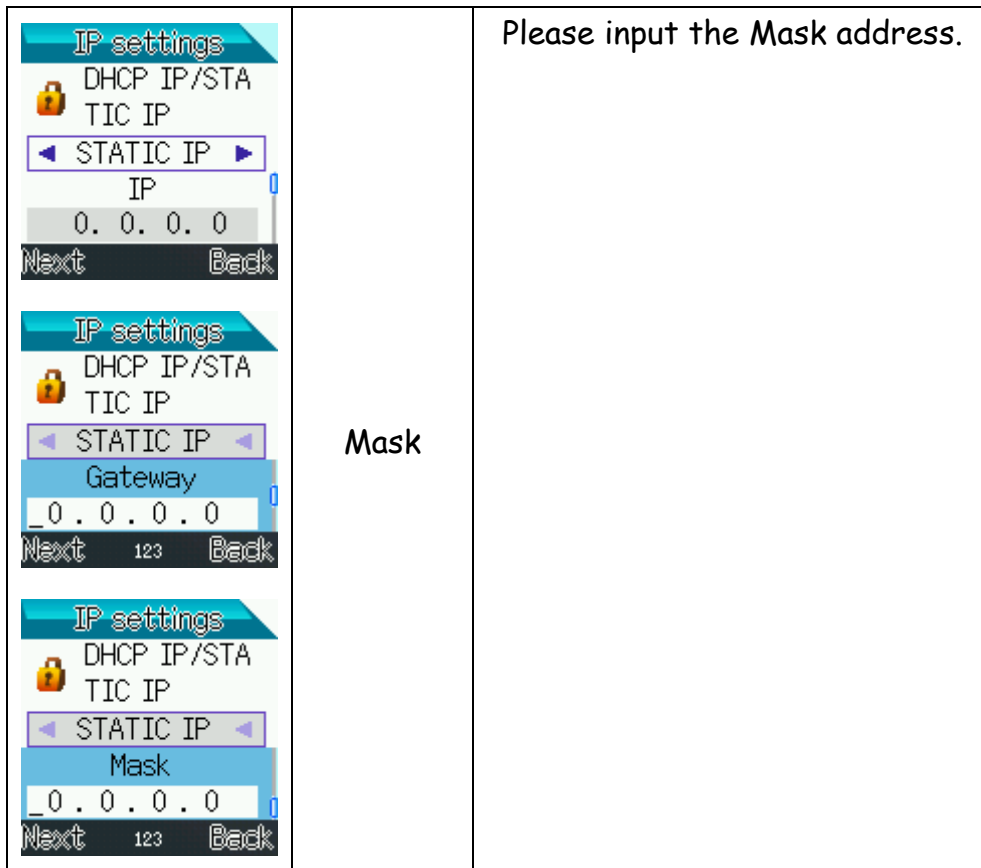 IP settings
DHCP IP/STA
TIC IP
STATIC IP
IP
0. 0. 0. 0
Next Back
IP settings
DHCP IP/STA
TIC IP
STATIC IP
Gateway
_0 . 0 . 0 . 0
Next 123 Back
IP settings
DHCP IP/STA
TIC IP
STATIC IP
Mask
_0 . 0 . 0 . 0
Next 123 Back
Mask
Please input the Mask address.